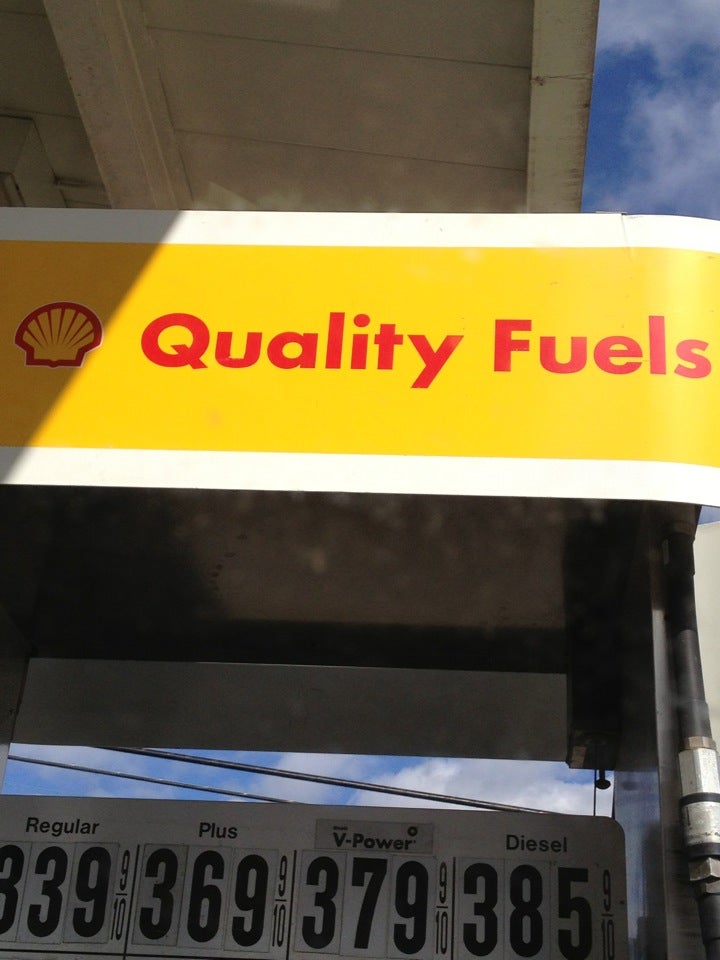 Quality Fuels
Regular Plus V-Power Diesel
339 9/10 369 9/10 379 9/10 385 9/10